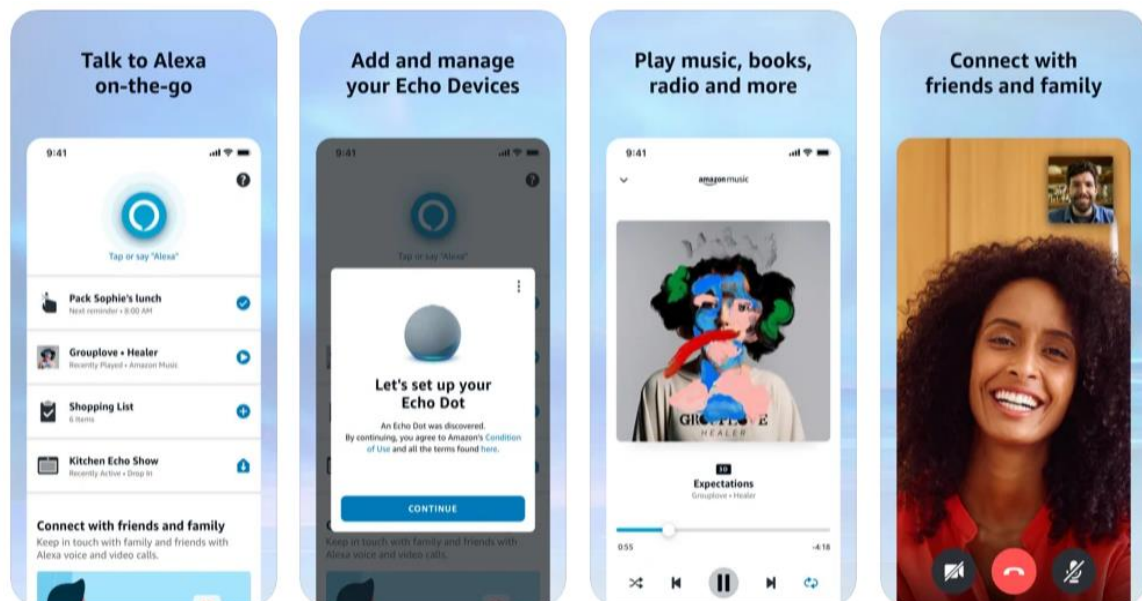 Talk to Alexa
on-the-go
9:41
?
Tap or say "Alexa"
Pack Sophie's lunch
Next reminder • 8:00 AM
Grouplove • Healer
Recently Played • Amazon Music
Shopping List
6 Items
Kitchen Echo Show
Recently Active • Drop In
Connect with friends and family
Keep in touch with family and friends with
Alexa voice and video calls.
Add and manage
your Echo Devices
9:41
?
Tap or say "Alexa"
Let's set up your
Echo Dot
An Echo Dot was discovered.
By continuing, you agree to Amazon's Condition
of Use and all the terms found here.
CONTINUE
Keep in touch with family and friends with
Alexa voice and video calls.
Play music, books,
radio and more
9:41
amazon music
GROUPLOVE
HEALER
3D
Expectations
Grouplove • Healer
0:55
-4:18
Connect with
friends and family